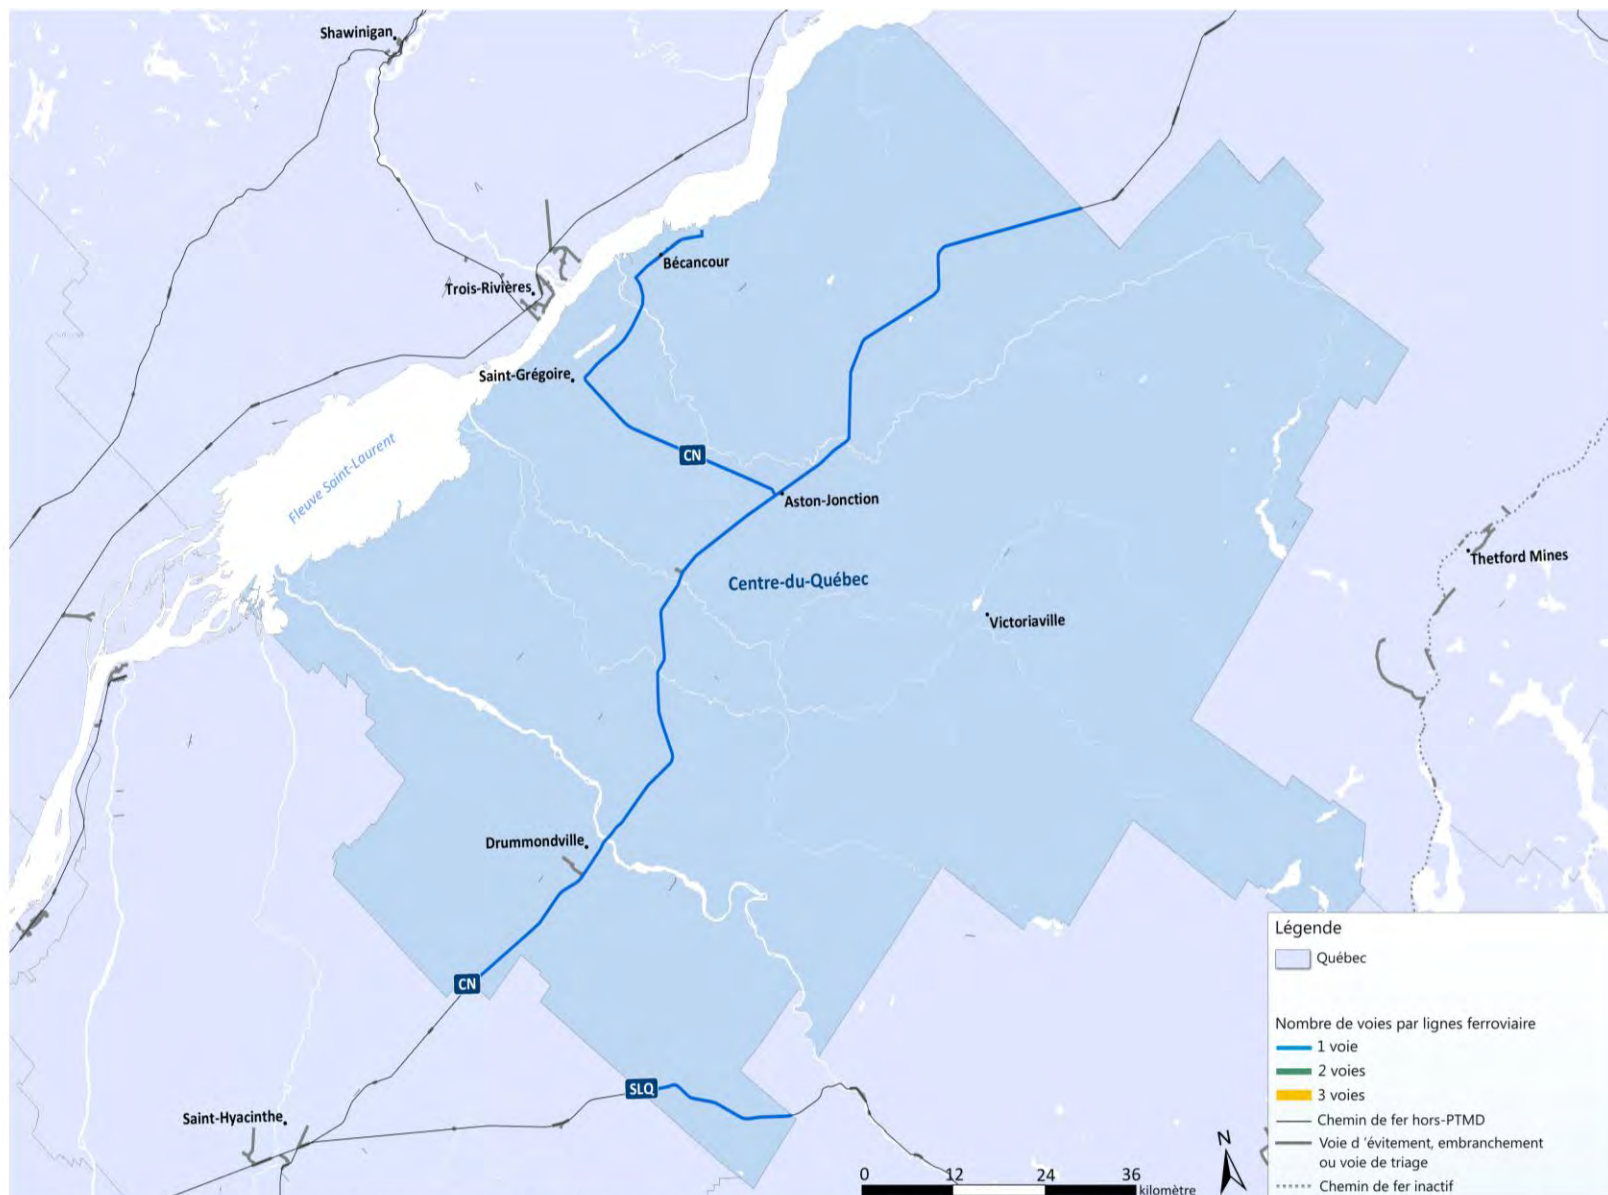 Shawinigan
Bécancour
Trois-Rivières
Saint-Grégoire
Fleuve Saint-Laurent
CN
Aston-Jonction
Thetford Mines
Centre-du-Québec
Victoriaville
Drummondville
CN
SLQ
Saint-Hyacinthe
Légende
Québec
Nombre de voies par lignes ferroviaire
1 voie
2 voies
3 voies
Chemin de fer hors-PTMD
Voie d 'évitement, embranchement
ou voie de triage
Chemin de fer inactif
N
0 12 24 36
kilomètre